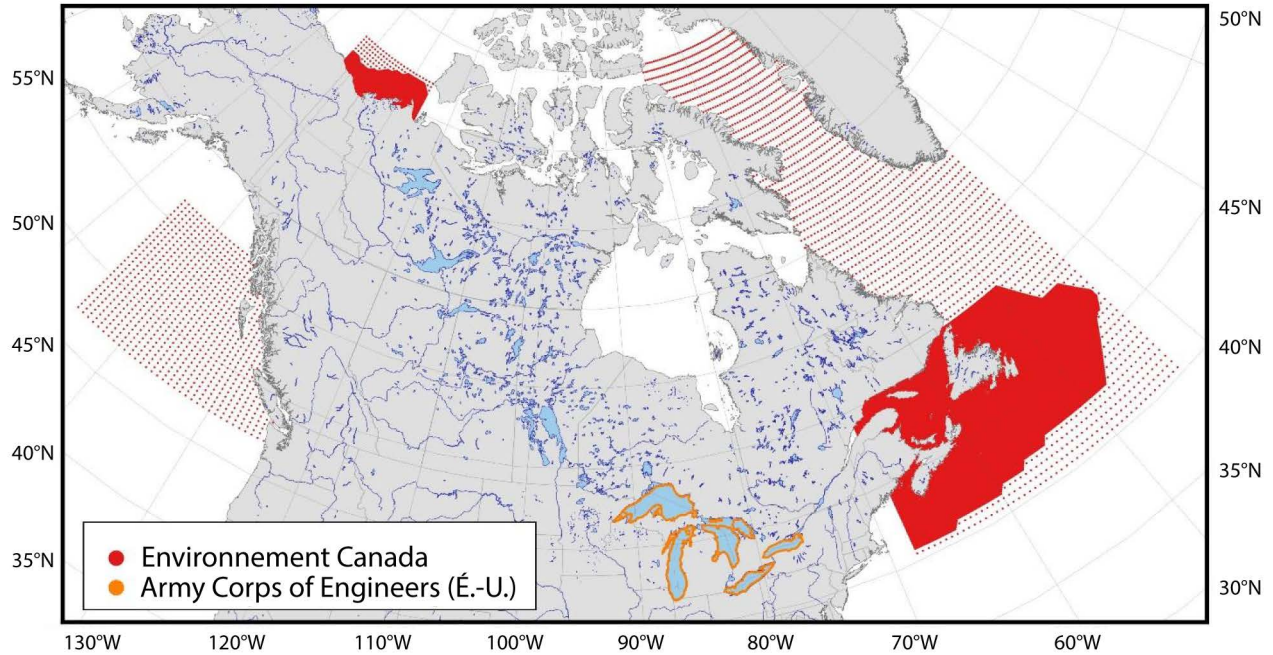 50°N
55°N
45°N
50°N
40°N
45°N
35°N
40°N
30°N
35°N
Environnement Canada
Army Corps of Engineers (É.-U.)
130°W
120°W
110°W
100°W
90°W
80°W
70°W
60°W